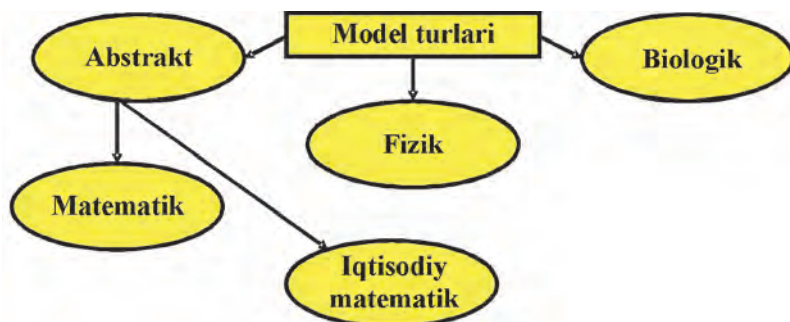 Model turlari
Abstrakt
Biologik
Fizik
Matematik
Iqtisodiy
matematik